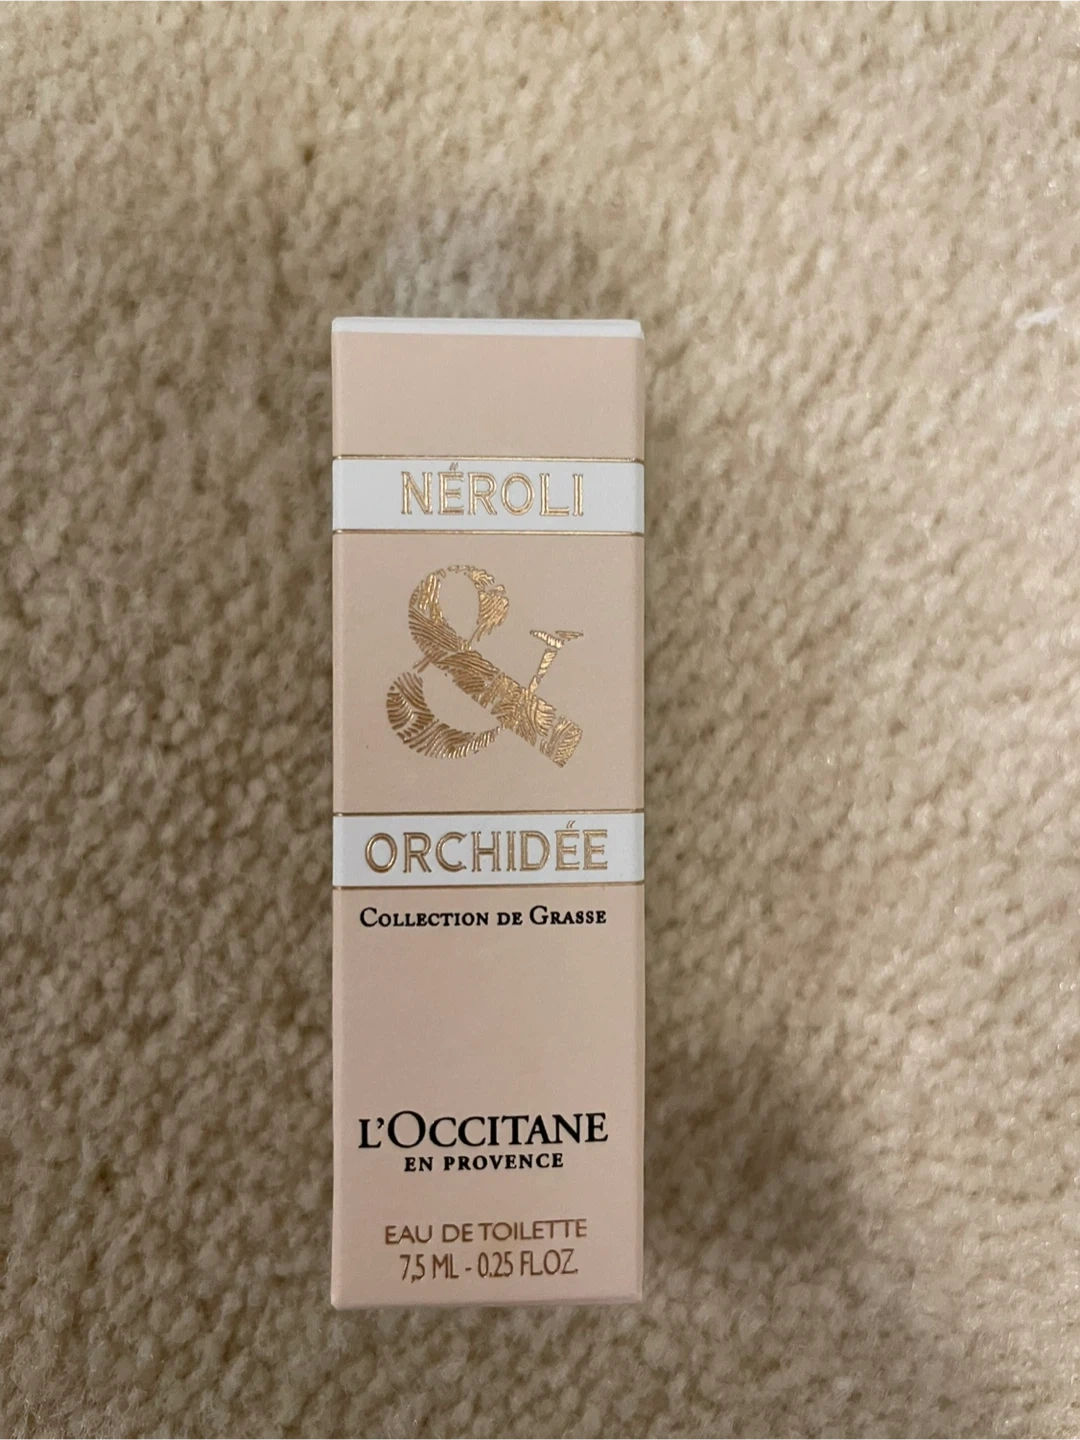 NÉROLI
&
ORCHIDÉE
COLLECTION DE GRASSE
L'OCCITANE
EN PROVENCE
EAU DE TOILETTE
7,5 ML - 0.25 FL.OZ.